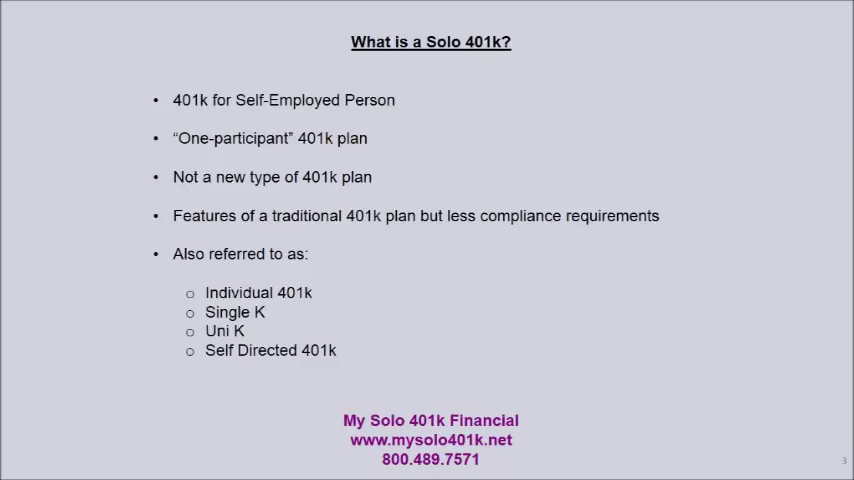 What is a Solo 401k?
• 401k for Self-Employed Person
• “One-participant” 401k plan
• Not a new type of 401k plan
• Features of a traditional 401k plan but less compliance requirements
• Also referred to as:
o Individual 401k
o Single K
o Uni K
o Self Directed 401k
My Solo 401k Financial
www.mysolo401k.net
800.489.7571
3